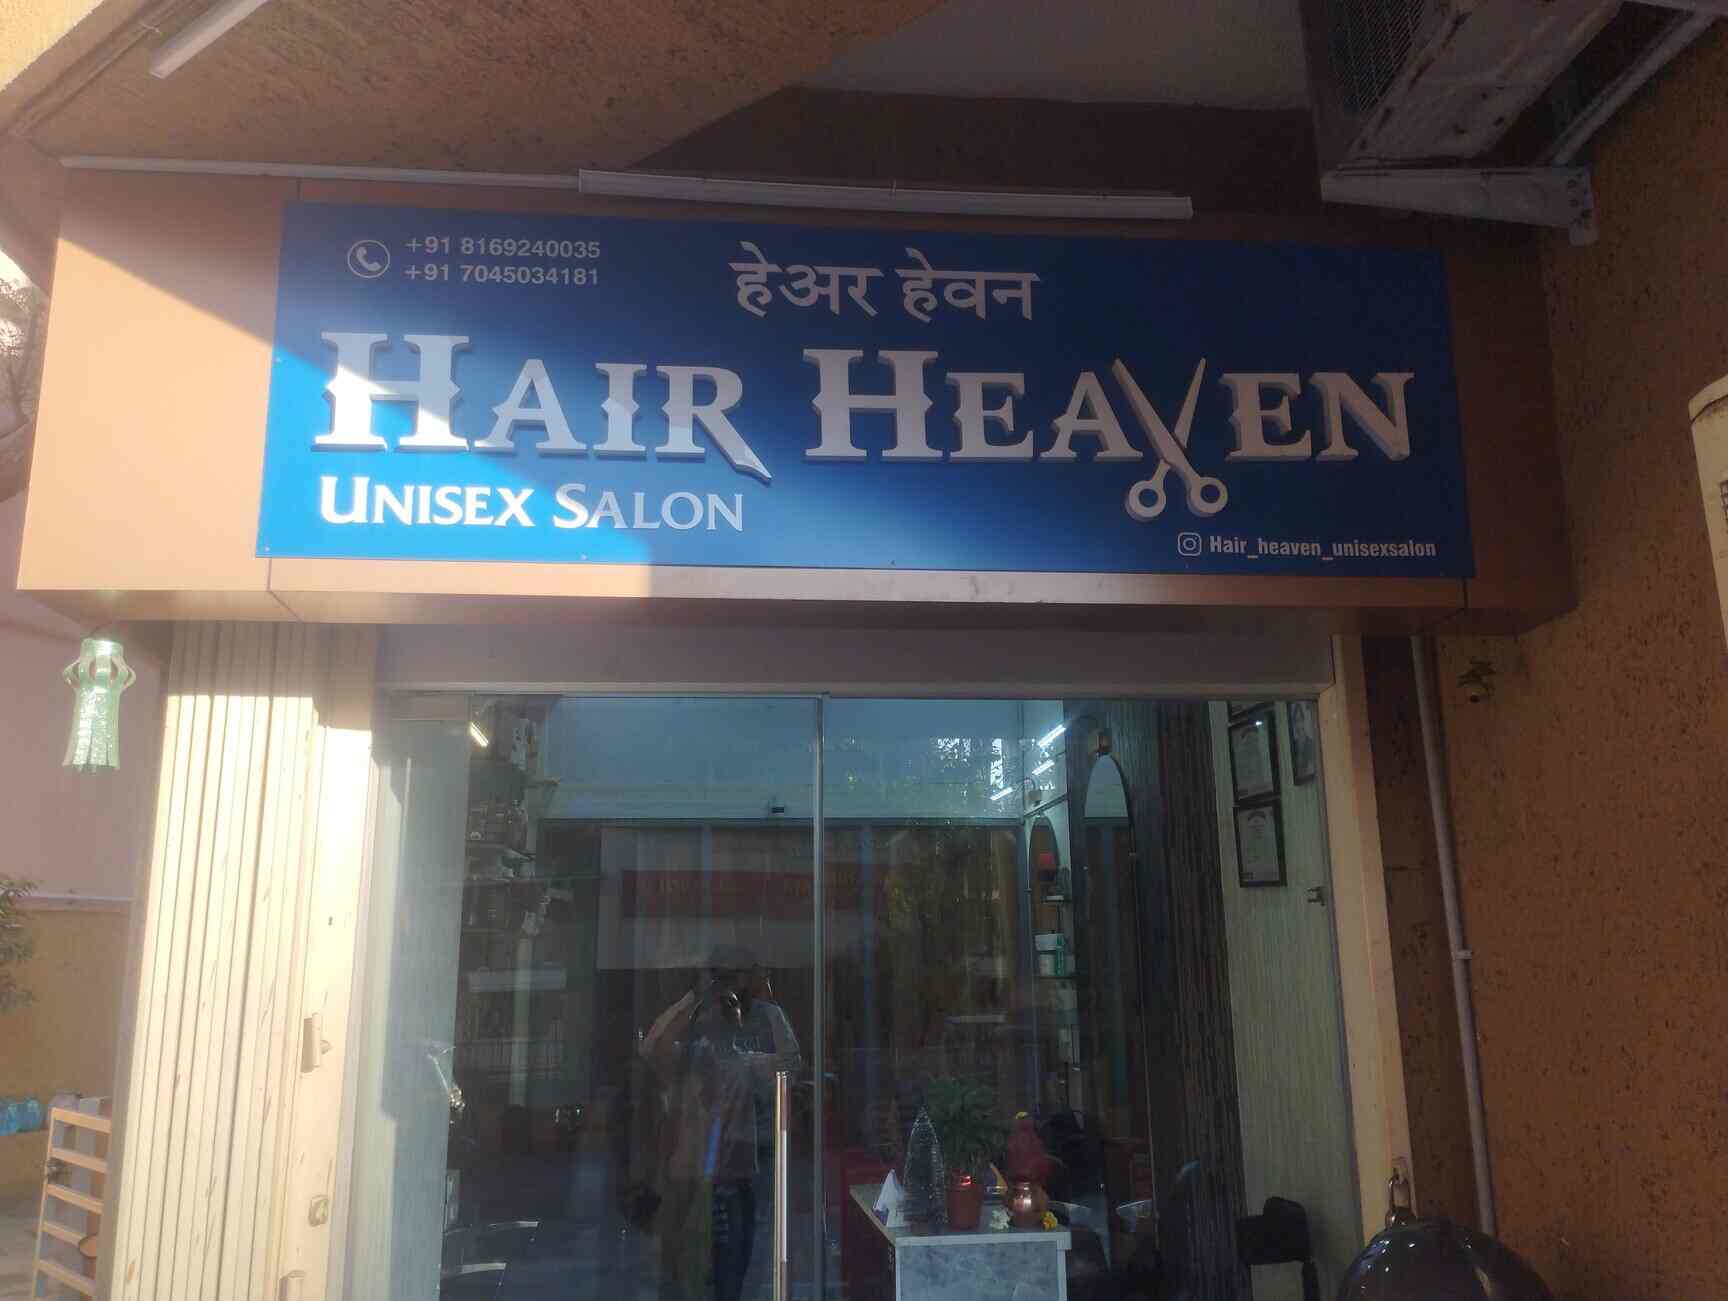 +91 8169240035
+91 7045034181
हेअर हेवन
HAIR HEAVEN
UNISEX SALON
Hair_heaven_unisexsalon